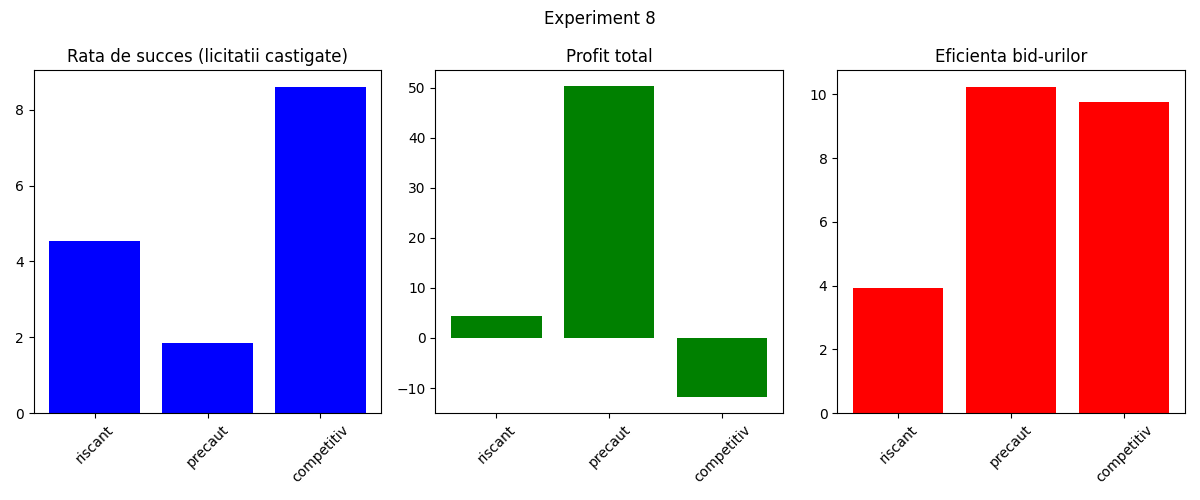 Experiment 8
Rata de succes (licitatii castigate)
8
6
4
2
0
riscant
precaut
competitiv
Profit total
50
40
30
20
10
0
−10
riscant
precaut
competitiv
Eficienta bid-urilor
10
8
6
4
2
0
riscant
precaut
competitiv